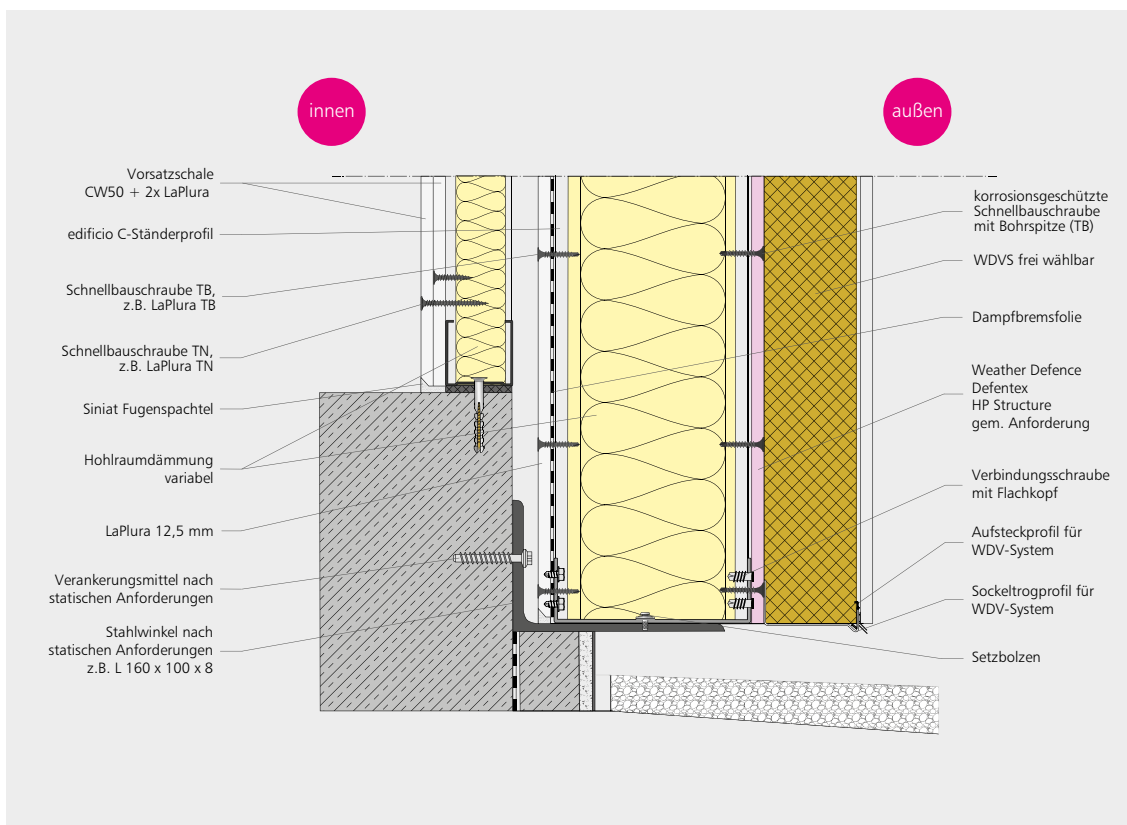 innen
außen
Vorsatzschale
CW50 + 2x LaPlura
edificio C-Ständerprofil
Schnellbauschraube TB,
z.B. LaPlura TB
Schnellbauschraube TN,
z.B. LaPlura TN
Siniat Fugenspachtel
Hohlraumdämmung
variabel
LaPlura 12,5 mm
Verankerungsmittel nach
statischen Anforderungen
Stahlwinkel nach
statischen Anforderungen
z.B. L 160 x 100 x 8
korrosionsgeschützte
Schnellbauschraube
mit Bohrspitze (TB)
WDVS frei wählbar
Dampfbremsfolie
Weather Defence
Defentex
HP Structure
gem. Anforderung
Verbindungsschraube
mit Flachkopf
Aufsteckprofil für
WDV-System
Sockeltrogprofil für
WDV-System
Setzbolzen